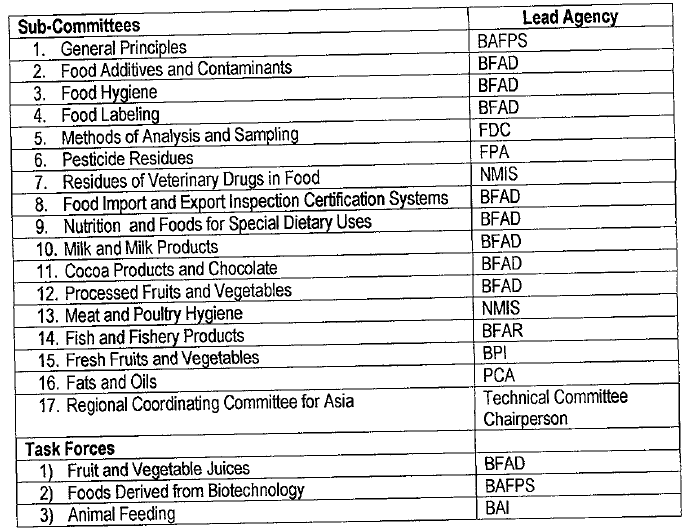 Sub-Committees Lead Agency
1. General Principles BAFPS
2. Food Additives and Contaminants BFAD
3. Food Hygiene BFAD
4. Food Labeling BFAD
5. Methods of Analysis and Sampling FDC
6. Pesticide Residues FPA
7. Residues of Veterinary Drugs in Food NMIS
8. Food Import and Export Inspection Certification Systems BFAD
9. Nutrition and Foods for Special Dietary Uses BFAD
10. Milk and Milk Products BFAD
11. Cocoa Products and Chocolate BFAD
12. Processed Fruits and Vegetables BFAD
13. Meat and Poultry Hygiene NMIS
14. Fish and Fishery Products BFAR
15. Fresh Fruits and Vegetables BPI
16. Fats and Oils PCA
17. Regional Coordinating Committee for Asia Technical Committee
Chairperson
Task Forces
1) Fruit and Vegetable Juices BFAD
2) Foods Derived from Biotechnology BAFPS
3) Animal Feeding BAI